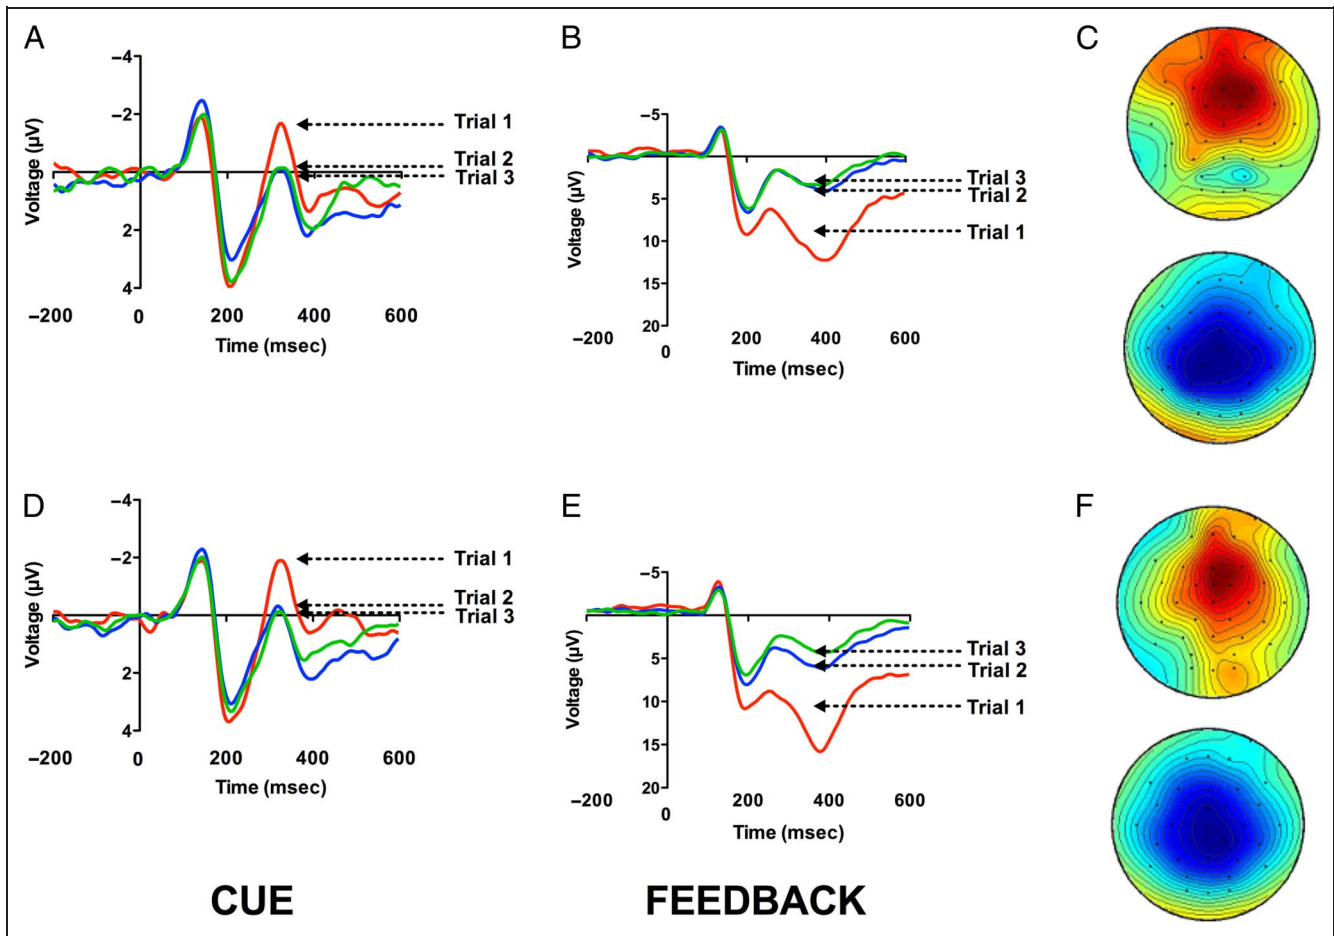 A
B
C
−4
−2
2
4
Voltage (µV)
−200
0
200
400
600
Time (msec)
Trial 1
Trial 2
Trial 3
−5
5
10
15
20
Voltage (µV)
−200
0
200
400
600
Time (msec)
Trial 3
Trial 2
Trial 1
D
E
F
−4
−2
2
4
Voltage (µV)
−200
0
200
400
600
Time (msec)
Trial 1
Trial 2
Trial 3
−5
5
10
15
20
Voltage (µV)
−200
0
200
400
600
Time (msec)
Trial 3
Trial 2
Trial 1
CUE
FEEDBACK